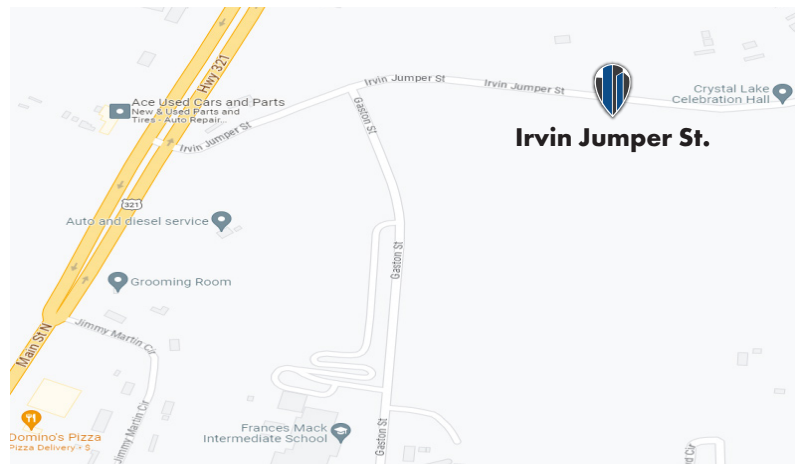 Hwy 321
Irvin Jumper St
Irvin Jumper St
Crystal Lake
Celebration Hall
Ace Used Cars and Parts
New & Used Parts and
Tires - Auto Repair...
Gaston St
Irvin Jumper St
Irvin Jumper St.
321
Auto and diesel service
Gaston St
Grooming Room
Main St N
Jimmy Martin Cir
Jimmy Martin Cir
Domino's Pizza
Pizza Delivery • S
Frances Mack
Intermediate School
Gaston St
rd Cir